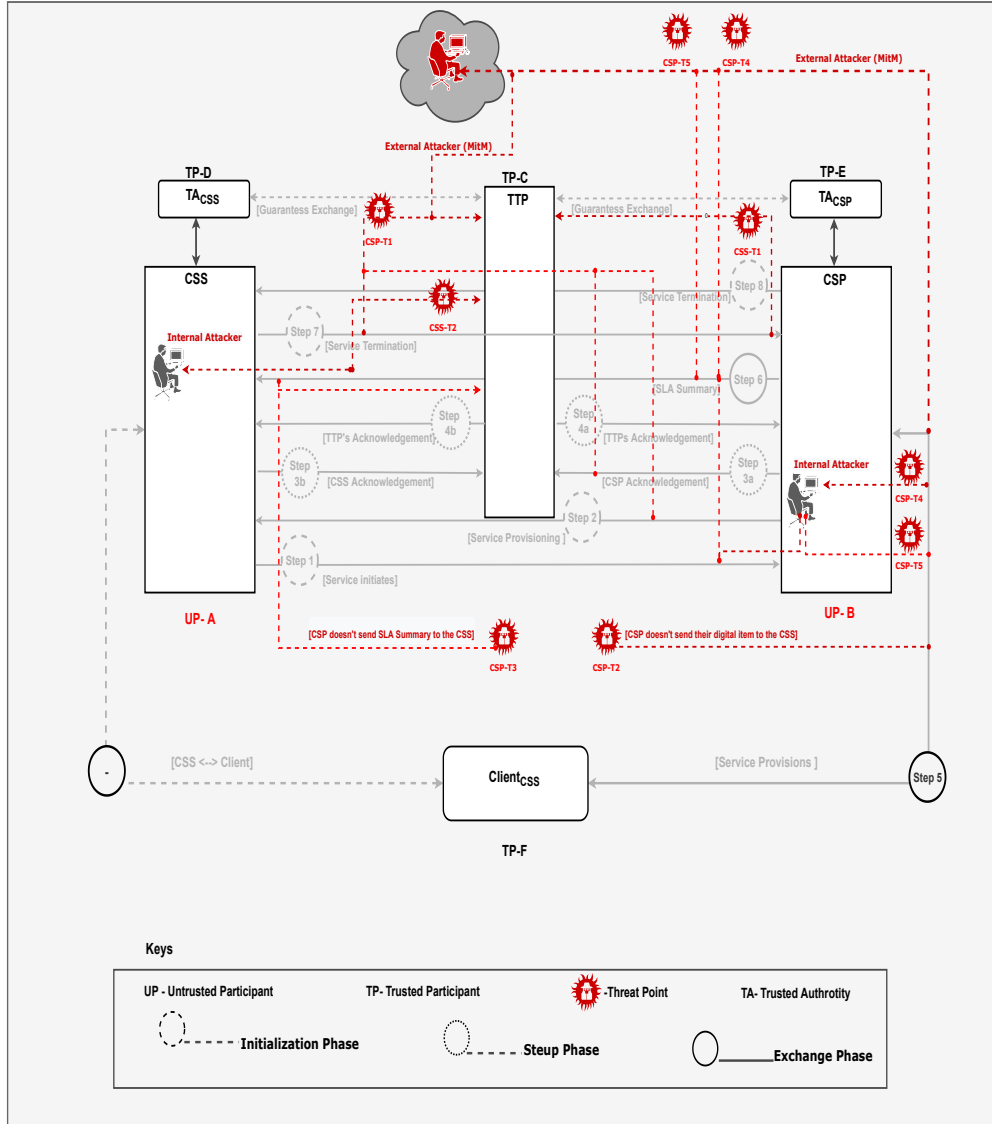 CSP-T5
CSP-T4
External Attacker (MitM)
External Attacker (MitM)
TP-D
TP-C
TP-E
TACSS
TTP
TACSP
[Guarantess Exchange]
[Guarantess Exchange]
CSP-T1
CSS-T1
CSS
CSP
Step 8
[Service Termination]
CSS-T2
Step 7
[Service Termination]
Internal Attacker
Step 6
[SLA Summary]
Step 4b
Step 4a
[TTP's Acknowledgement]
[TTPs Acknowledgement]
Step 3b
Step 3a
[CSS Acknowledgement]
[CSP Acknowledgement]
Internal Attacker
CSP-T4
Step 2
[Service Provisioning ]
CSP-T5
Step 1
[Service initiates]
UP- A
UP- B
[CSP doesn't send SLA Summary to the CSS]
[CSP doesn't send their digital item to the CSS]
CSP-T3
CSP-T2
[CSS <--> Client]
[Service Provisions ]
-
ClientCSS
Step 5
TP-F
Keys
UP - Untrusted Participant
TP- Trusted Participant
-Threat Point
TA- Trusted Authrotity
Initialization Phase
Steup Phase
Exchange Phase